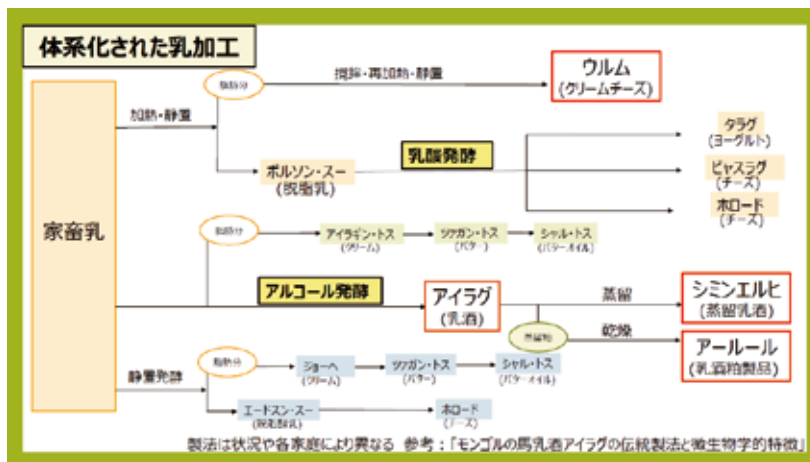 体系化された乳加工
脂肪分
撹拌・再加熱・静置
ウルム
(クリームチーズ)
加熱・静置
ボルソン・スー
(脱脂乳)
乳酸発酵
タラグ
(ヨーグルト)
ビャスラグ
(チーズ)
ホロード
(チーズ)
家畜乳
脂肪分
アイラギン・トス
(クリーム)
ツァガン・トス
(バター)
シャル・トス
(バターオイル)
アルコール発酵
アイラグ
(乳酒)
蒸留
シミンエルヒ
(蒸留乳酒)
蒸留粕
乾燥
アールール
(乳酒粕製品)
静置発酵
脂肪分
ジョーヘ
(クリーム)
ツァガン・トス
(バター)
シャル・トス
(バターオイル)
エードスン・スー
(脱脂酸乳)
ホロード
(チーズ)
製法は状況や各家庭により異なる 参考：「モンゴルの馬乳酒アイラグの伝統製法と微生物学的特徴」